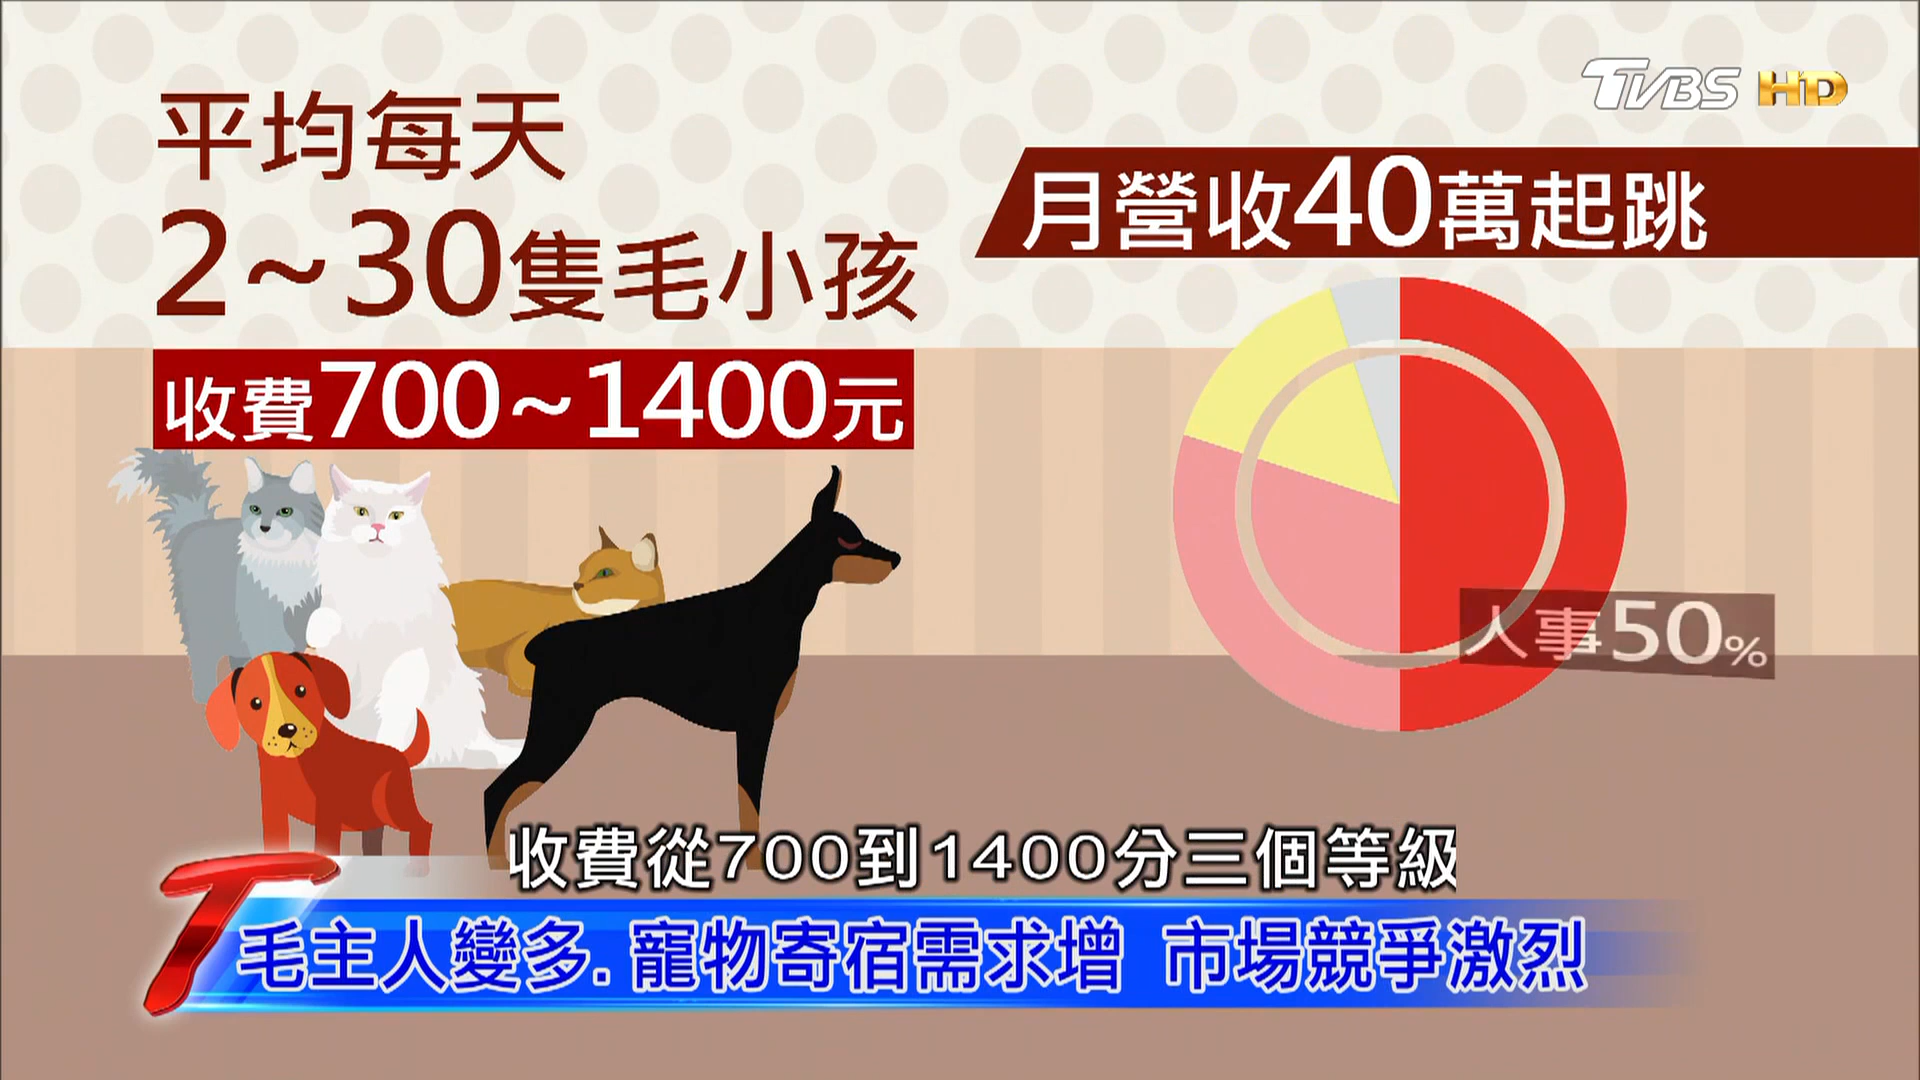 平均每天
2~30隻毛小孩
收費700~1400元
TVBS HD
月營收40萬起跳
人事50%
收費從700到1400分三個等級
毛主人變多.寵物寄宿需求增 市場競爭激烈